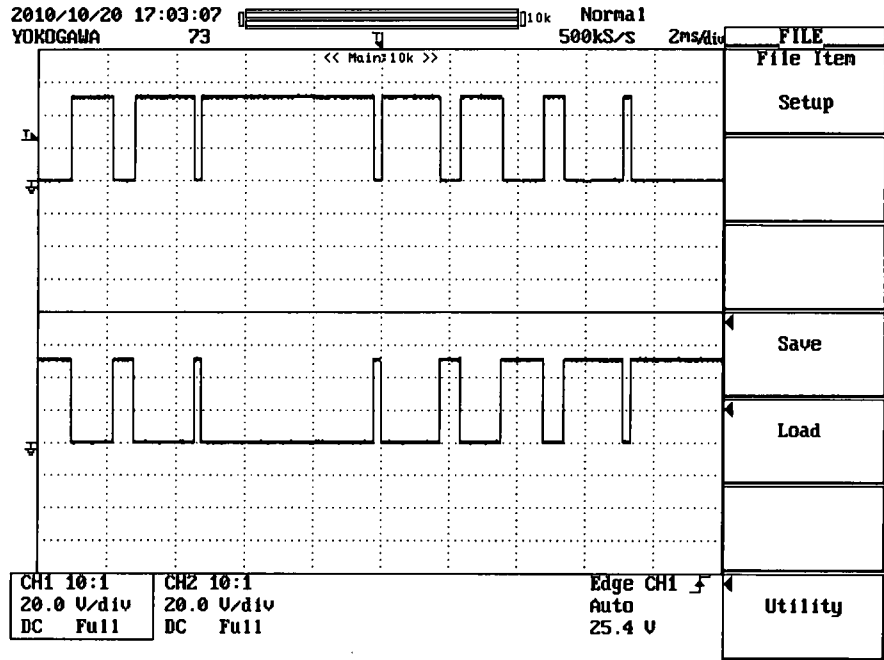 2010/10/20 17:03:07
10k
Normal
YOKOGAWA
73
T
500kS/s
2ms/div
<< Main:10k >>
T
FILE
File Item
Setup
Save
Load
Utility
CH1 10:1
20.0 V/div
DC Full
CH2 10:1
20.0 V/div
DC Full
Edge CH1
Auto
25.4 V